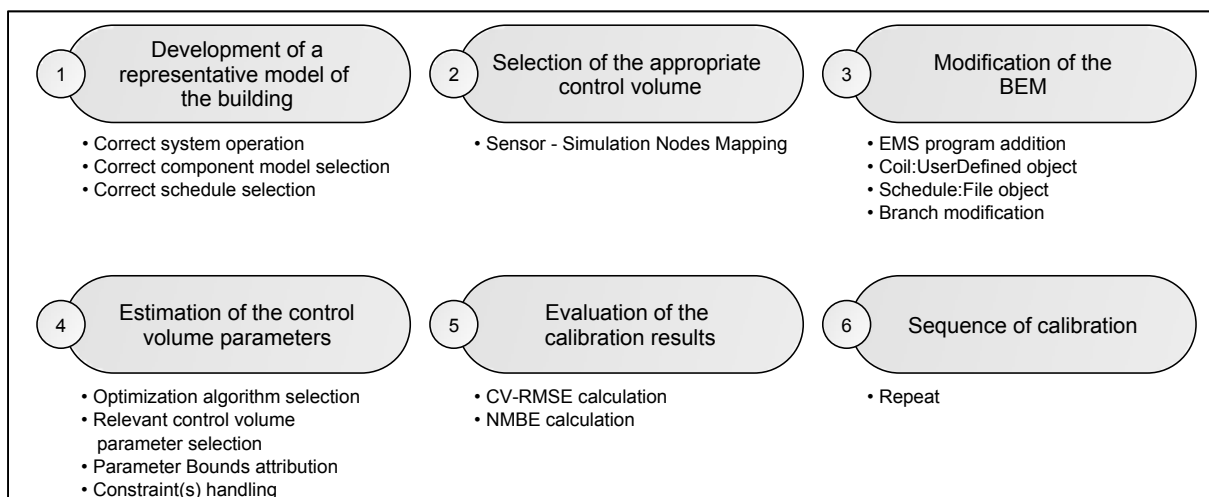 1
Development of a
representative model of
the building
• Correct system operation
• Correct component model selection
• Correct schedule selection
2
Selection of the appropriate
control volume
• Sensor - Simulation Nodes Mapping
3
Modification of the
BEM
• EMS program addition
• Coil:UserDefined object
• Schedule:File object
• Branch modification
4
Estimation of the control
volume parameters
• Optimization algorithm selection
• Relevant control volume
parameter selection
• Parameter Bounds attribution
• Constraint(s) handling
5
Evaluation of the
calibration results
• CV-RMSE calculation
• NMBE calculation
6
Sequence of calibration
• Repeat